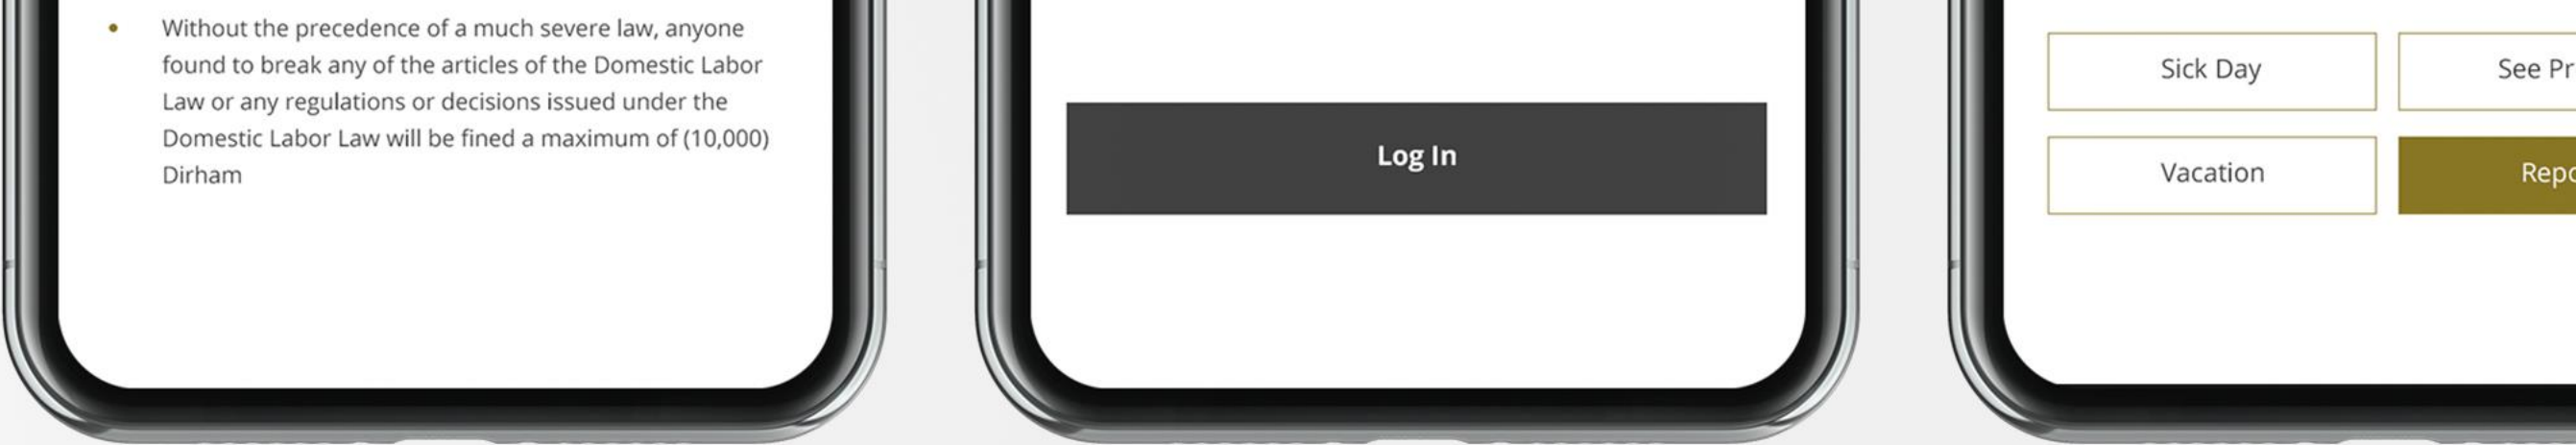 Without the precedence of a much severe law, anyone
found to break any of the articles of the Domestic Labor
Law or any regulations or decisions issued under the
Domestic Labor Law will be fined a maximum of (10,000)
Dirham
Log In
Sick Day
See
Vacation